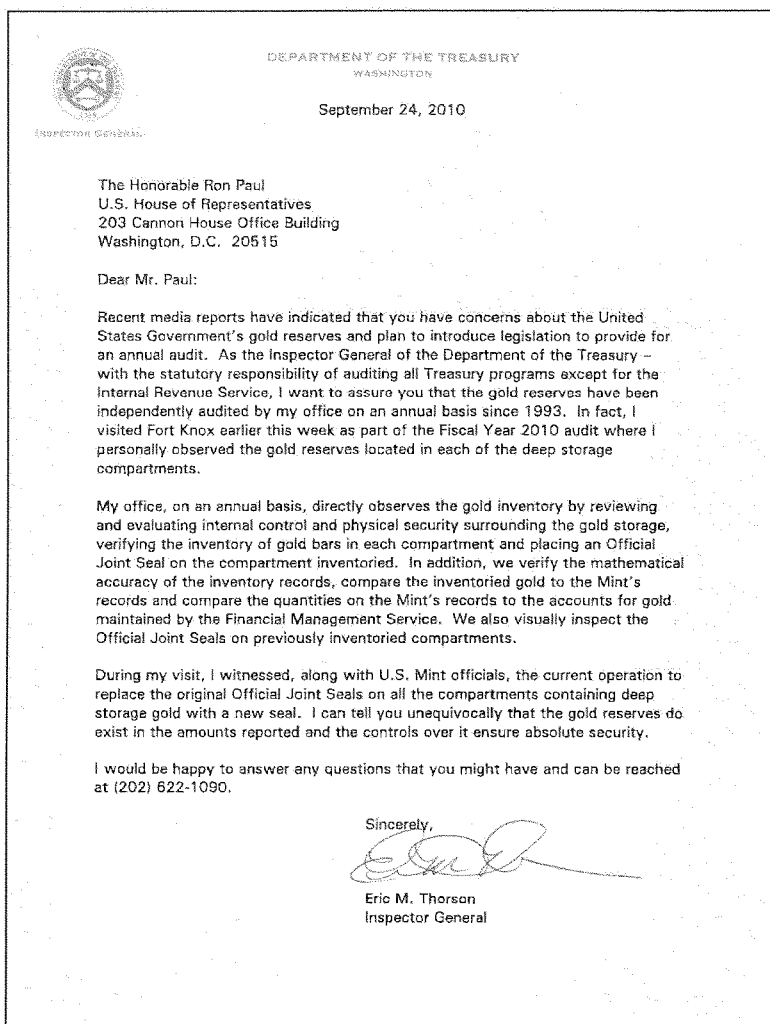 DEPARTMENT OF THE TREASURY
WASHINGTON
September 24, 2010
INSPECTOR GENERAL
The Honorable Ron Paul
U.S. House of Representatives
203 Cannon House Office Building
Washington, D.C. 20515
Dear Mr. Paul:
Recent media reports have indicated that you have concerns about the United
States Government's gold reserves and plan to introduce legislation to provide for
an annual audit. As the Inspector General of the Department of the Treasury –
with the statutory responsibility of auditing all Treasury programs except for the
Internal Revenue Service, I want to assure you that the gold reserves have been
independently audited by my office on an annual basis since 1993. In fact, I
visited Fort Knox earlier this week as part of the Fiscal Year 2010 audit where I
personally observed the gold reserves located in each of the deep storage
compartments.
My office, on an annual basis, directly observes the gold inventory by reviewing
and evaluating internal control and physical security surrounding the gold storage,
verifying the inventory of gold bars in each compartment and placing an Official
Joint Seal on the compartment inventoried. In addition, we verify the mathematical
accuracy of the inventory records, compare the inventoried gold to the Mint's
records and compare the quantities on the Mint's records to the accounts for gold
maintained by the Financial Management Service. We also visually inspect the
Official Joint Seals on previously inventoried compartments.
During my visit, I witnessed, along with U.S. Mint officials, the current operation to
replace the original Official Joint Seals on all the compartments containing deep
storage gold with a new seal. I can tell you unequivocally that the gold reserves do
exist in the amounts reported and the controls over it ensure absolute security.
I would be happy to answer any questions that you might have and can be reached
at (202) 622-1090.
Sincerely,
Eric M. Thorson
Inspector General